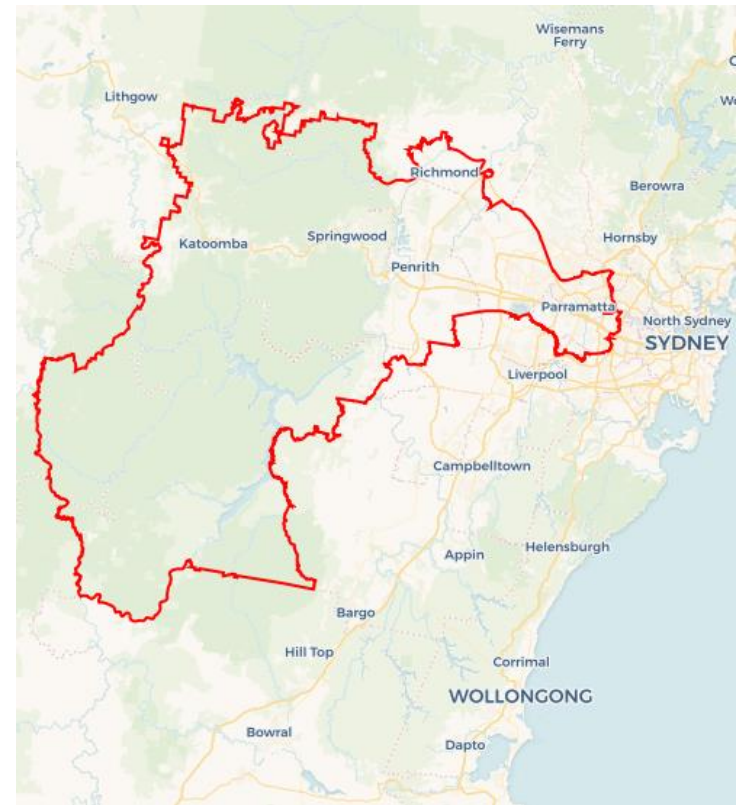 Wisemans
Ferry
Lithgow
Richmond
Berowra
Hornsby
Katoomba
Springwood
Penrith
Parramatta
North Sydney
SYDNEY
Liverpool
Campbelltown
Appin
Helensburgh
Bargo
Hill Top
Corrimal
WOLLONGONG
Bowral
Dapto